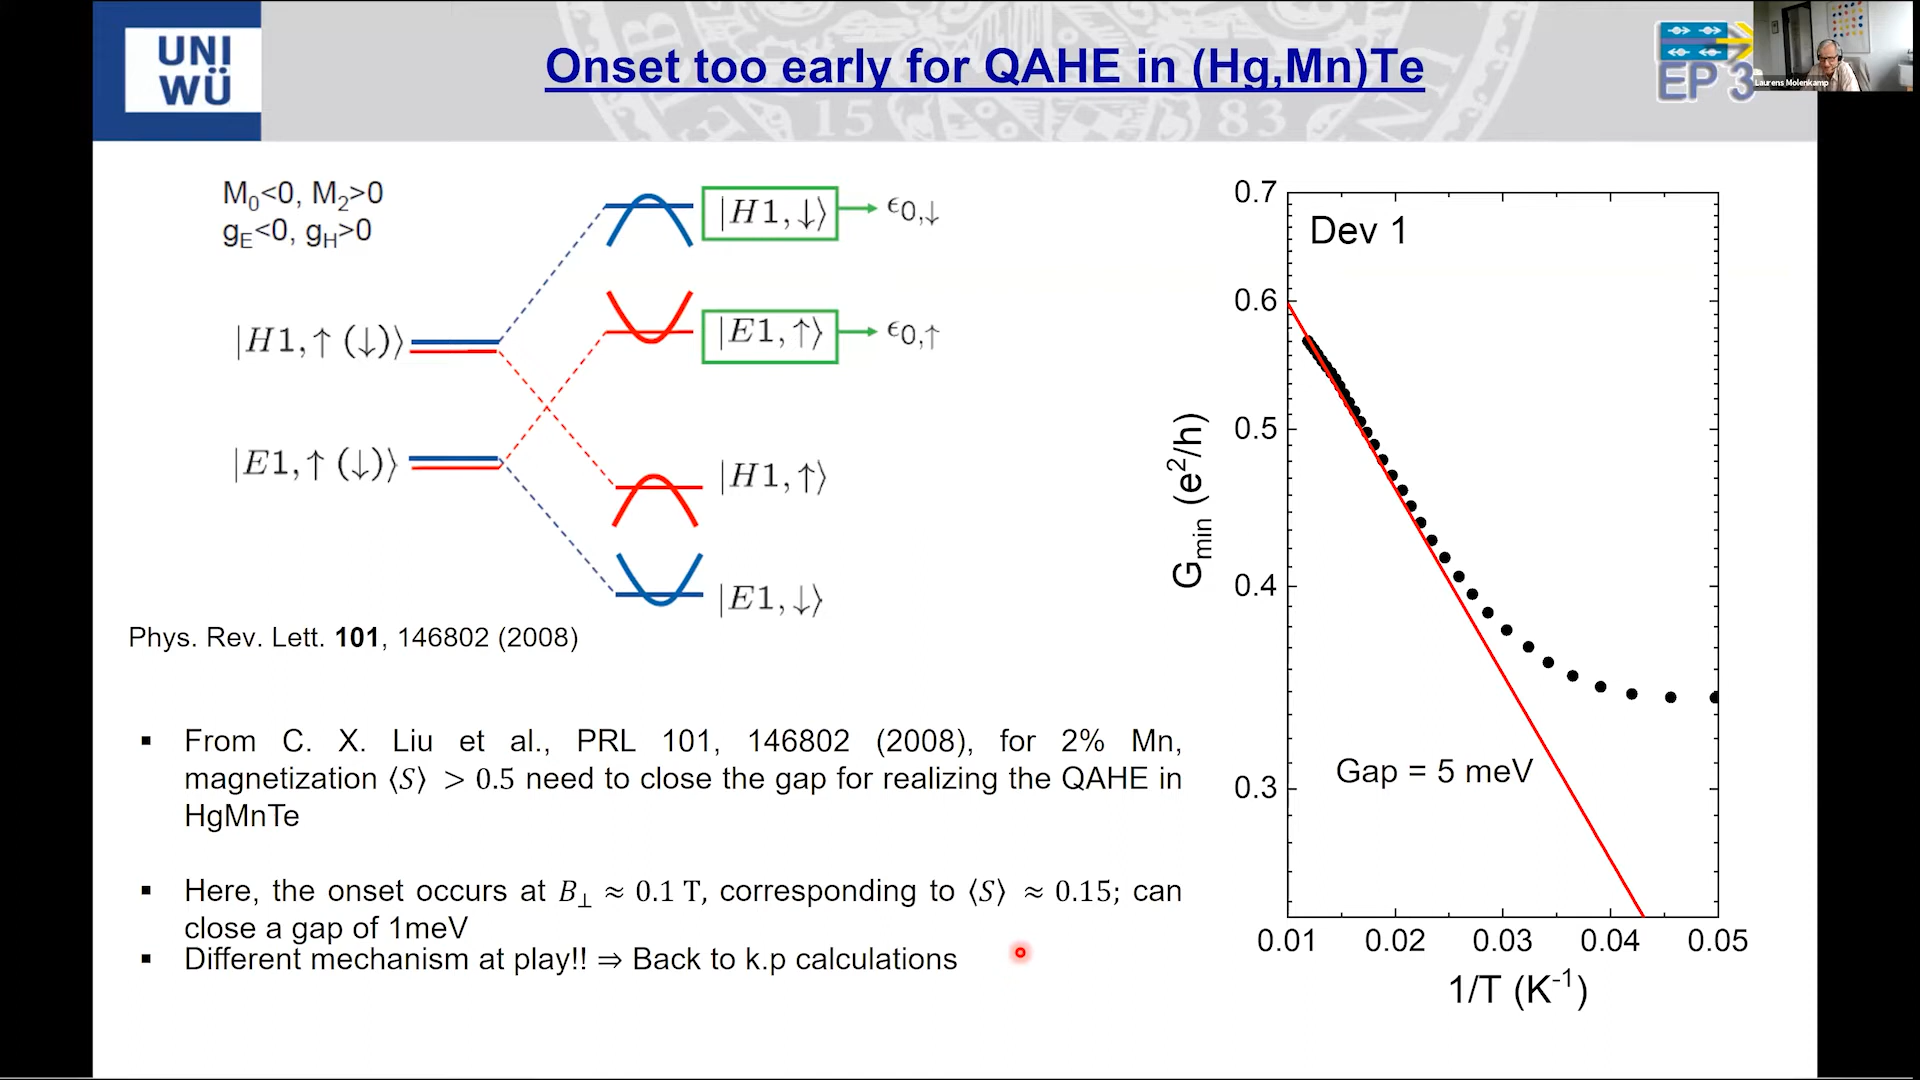 UNI
WÜ
Onset too early for QAHE in (Hg,Mn)Te
EP 3
Laurens Molenkamp
15 83
M₀<0, M₂>0
g_E<0, g_H>0
|H1, ↑ (↓)⟩
|E1, ↑ (↓)⟩
|H1, ↓⟩ → ϵ₀,↓
|E1, ↑⟩ → ϵ₀,↑
|H1, ↑⟩
|E1, ↓⟩
Phys. Rev. Lett. 101, 146802 (2008)
▪ From C. X. Liu et al., PRL 101, 146802 (2008), for 2% Mn,
magnetization ⟨S⟩ > 0.5 need to close the gap for realizing the QAHE in
HgMnTe
▪ Here, the onset occurs at B⊥ ≈ 0.1 T, corresponding to ⟨S⟩ ≈ 0.15; can
close a gap of 1meV
▪ Different mechanism at play!! ⇒ Back to k.p calculations
Dev 1
Gap = 5 meV
G_min (e²/h)
0.7
0.6
0.5
0.4
0.3
0.01 0.02 0.03 0.04 0.05
1/T (K⁻¹)